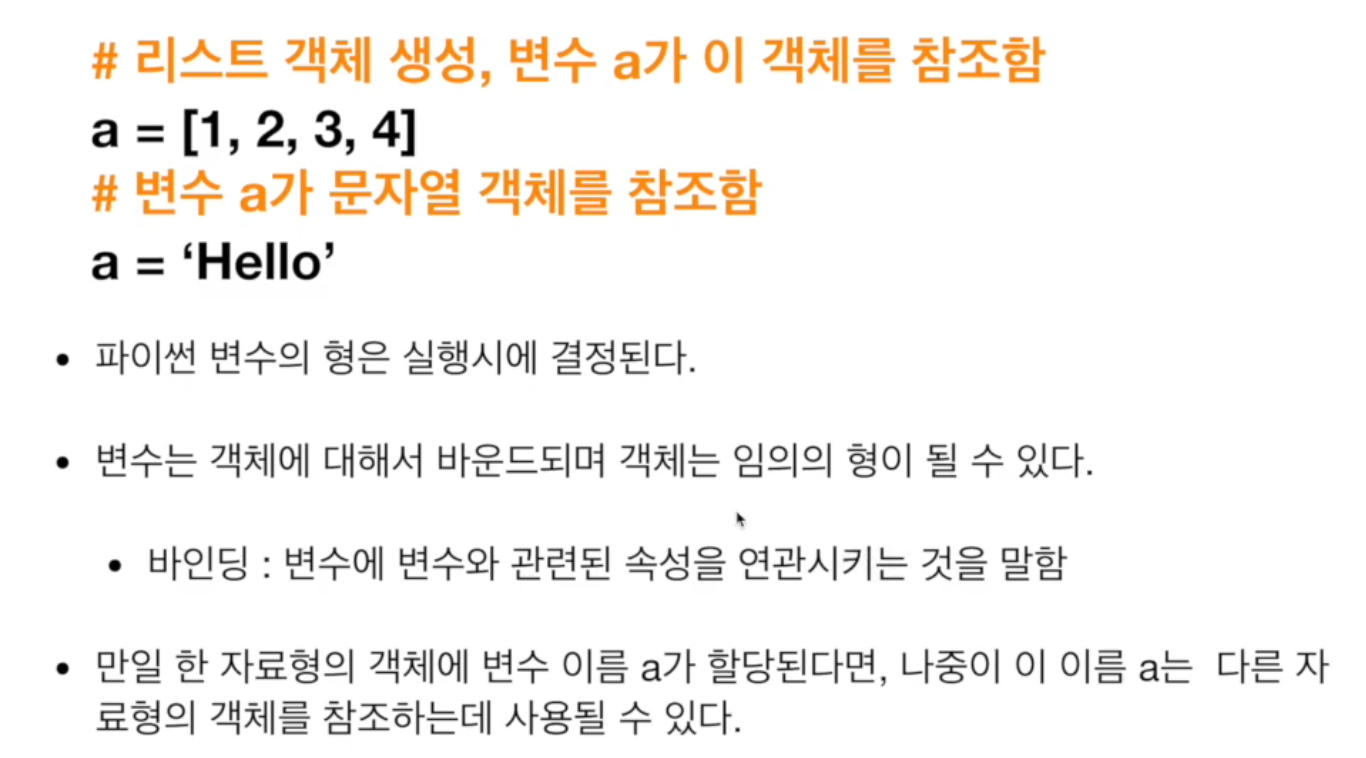 # 리스트 객체 생성, 변수 a가 이 객체를 참조함
a = [1, 2, 3, 4]
# 변수 a가 문자열 객체를 참조함
a = ‘Hello’
• 파이썬 변수의 형은 실행시에 결정된다.
• 변수는 객체에 대해서 바운드되며 객체는 임의의 형이 될 수 있다.
• 바인딩 : 변수에 변수와 관련된 속성을 연관시키는 것을 말함
• 만일 한 자료형의 객체에 변수 이름 a가 할당된다면, 나중이 이 이름 a는 다른 자
료형의 객체를 참조하는데 사용될 수 있다.